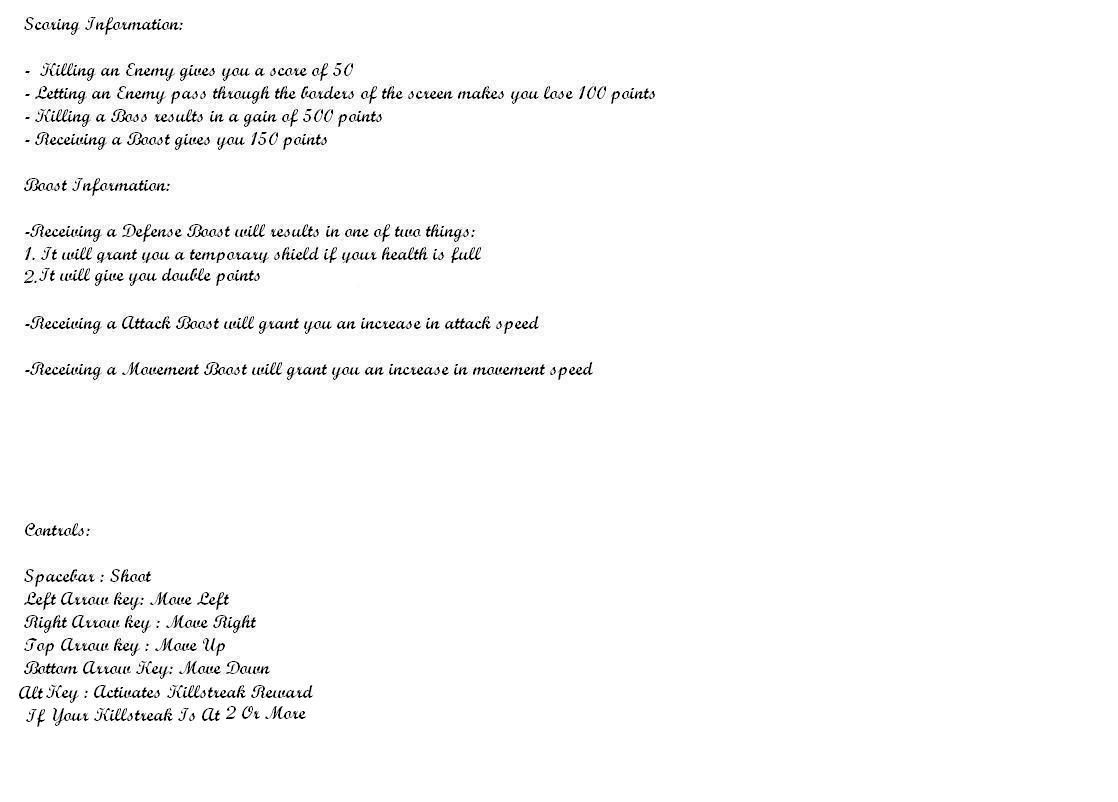 Scoring Information:
- Killing an Enemy gives you a score of 50
- Letting an Enemy pass through the borders of the screen makes you lose 100 points
- Killing a Boss results in a gain of 500 points
- Receiving a Boost gives you 150 points
Boost Information:
-Receiving a Defense Boost will results in one of two things:
1. It will grant you a temporary shield if your health is full
2.It will give you double points
-Receiving a Attack Boost will grant you an increase in attack speed
-Receiving a Movement Boost will grant you an increase in movement speed
Controls:
Spacebar : Shoot
Left Arrow key: Move Left
Right Arrow key : Move Right
Top Arrow key : Move Up
Bottom Arrow Key: Move Down
Alt Key : Activates Killstreak Reward
If Your Killstreak Is At 2 Or More